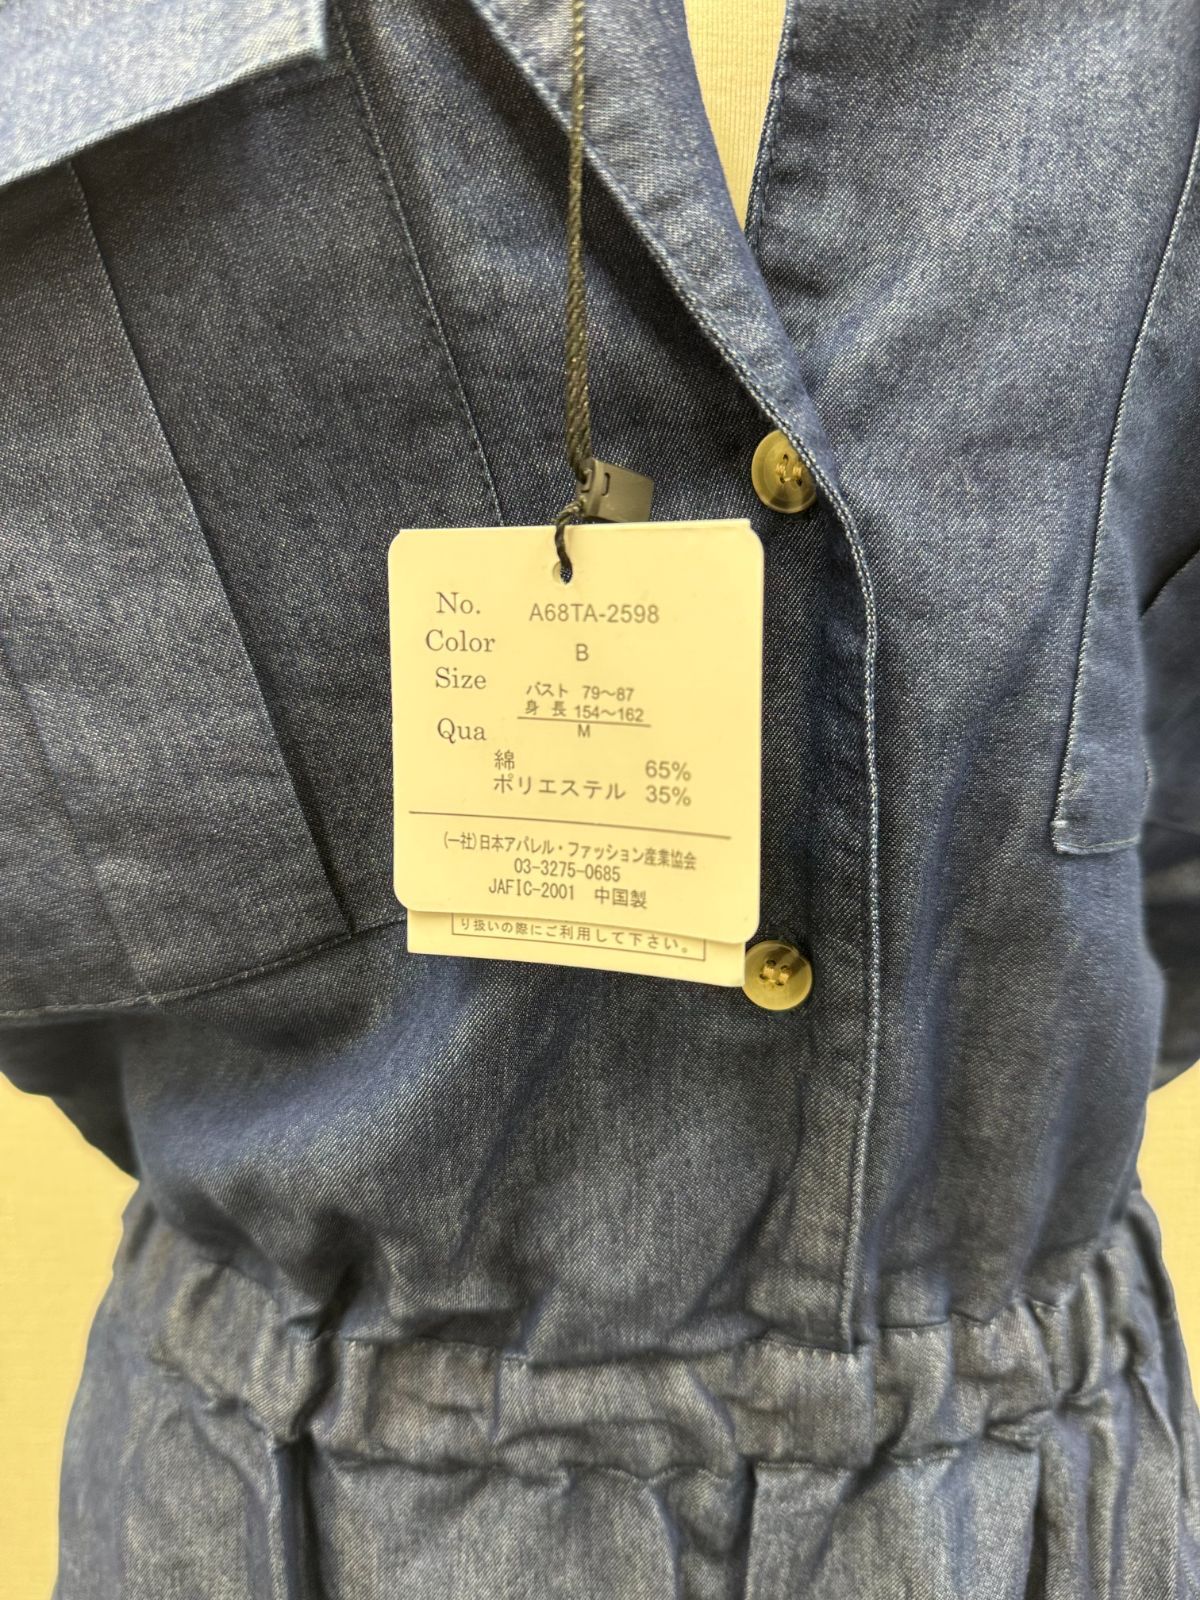 No. A68TA-2598
Color B
Size バスト 79～87
身 長 154～162
M
Qua
綿 65%
ポリエステル 35%
(一社)日本アパレル・ファッション産業協会
03-3275-0685
JAFIC-2001 中国製
り扱いの際にご利用して下さい。